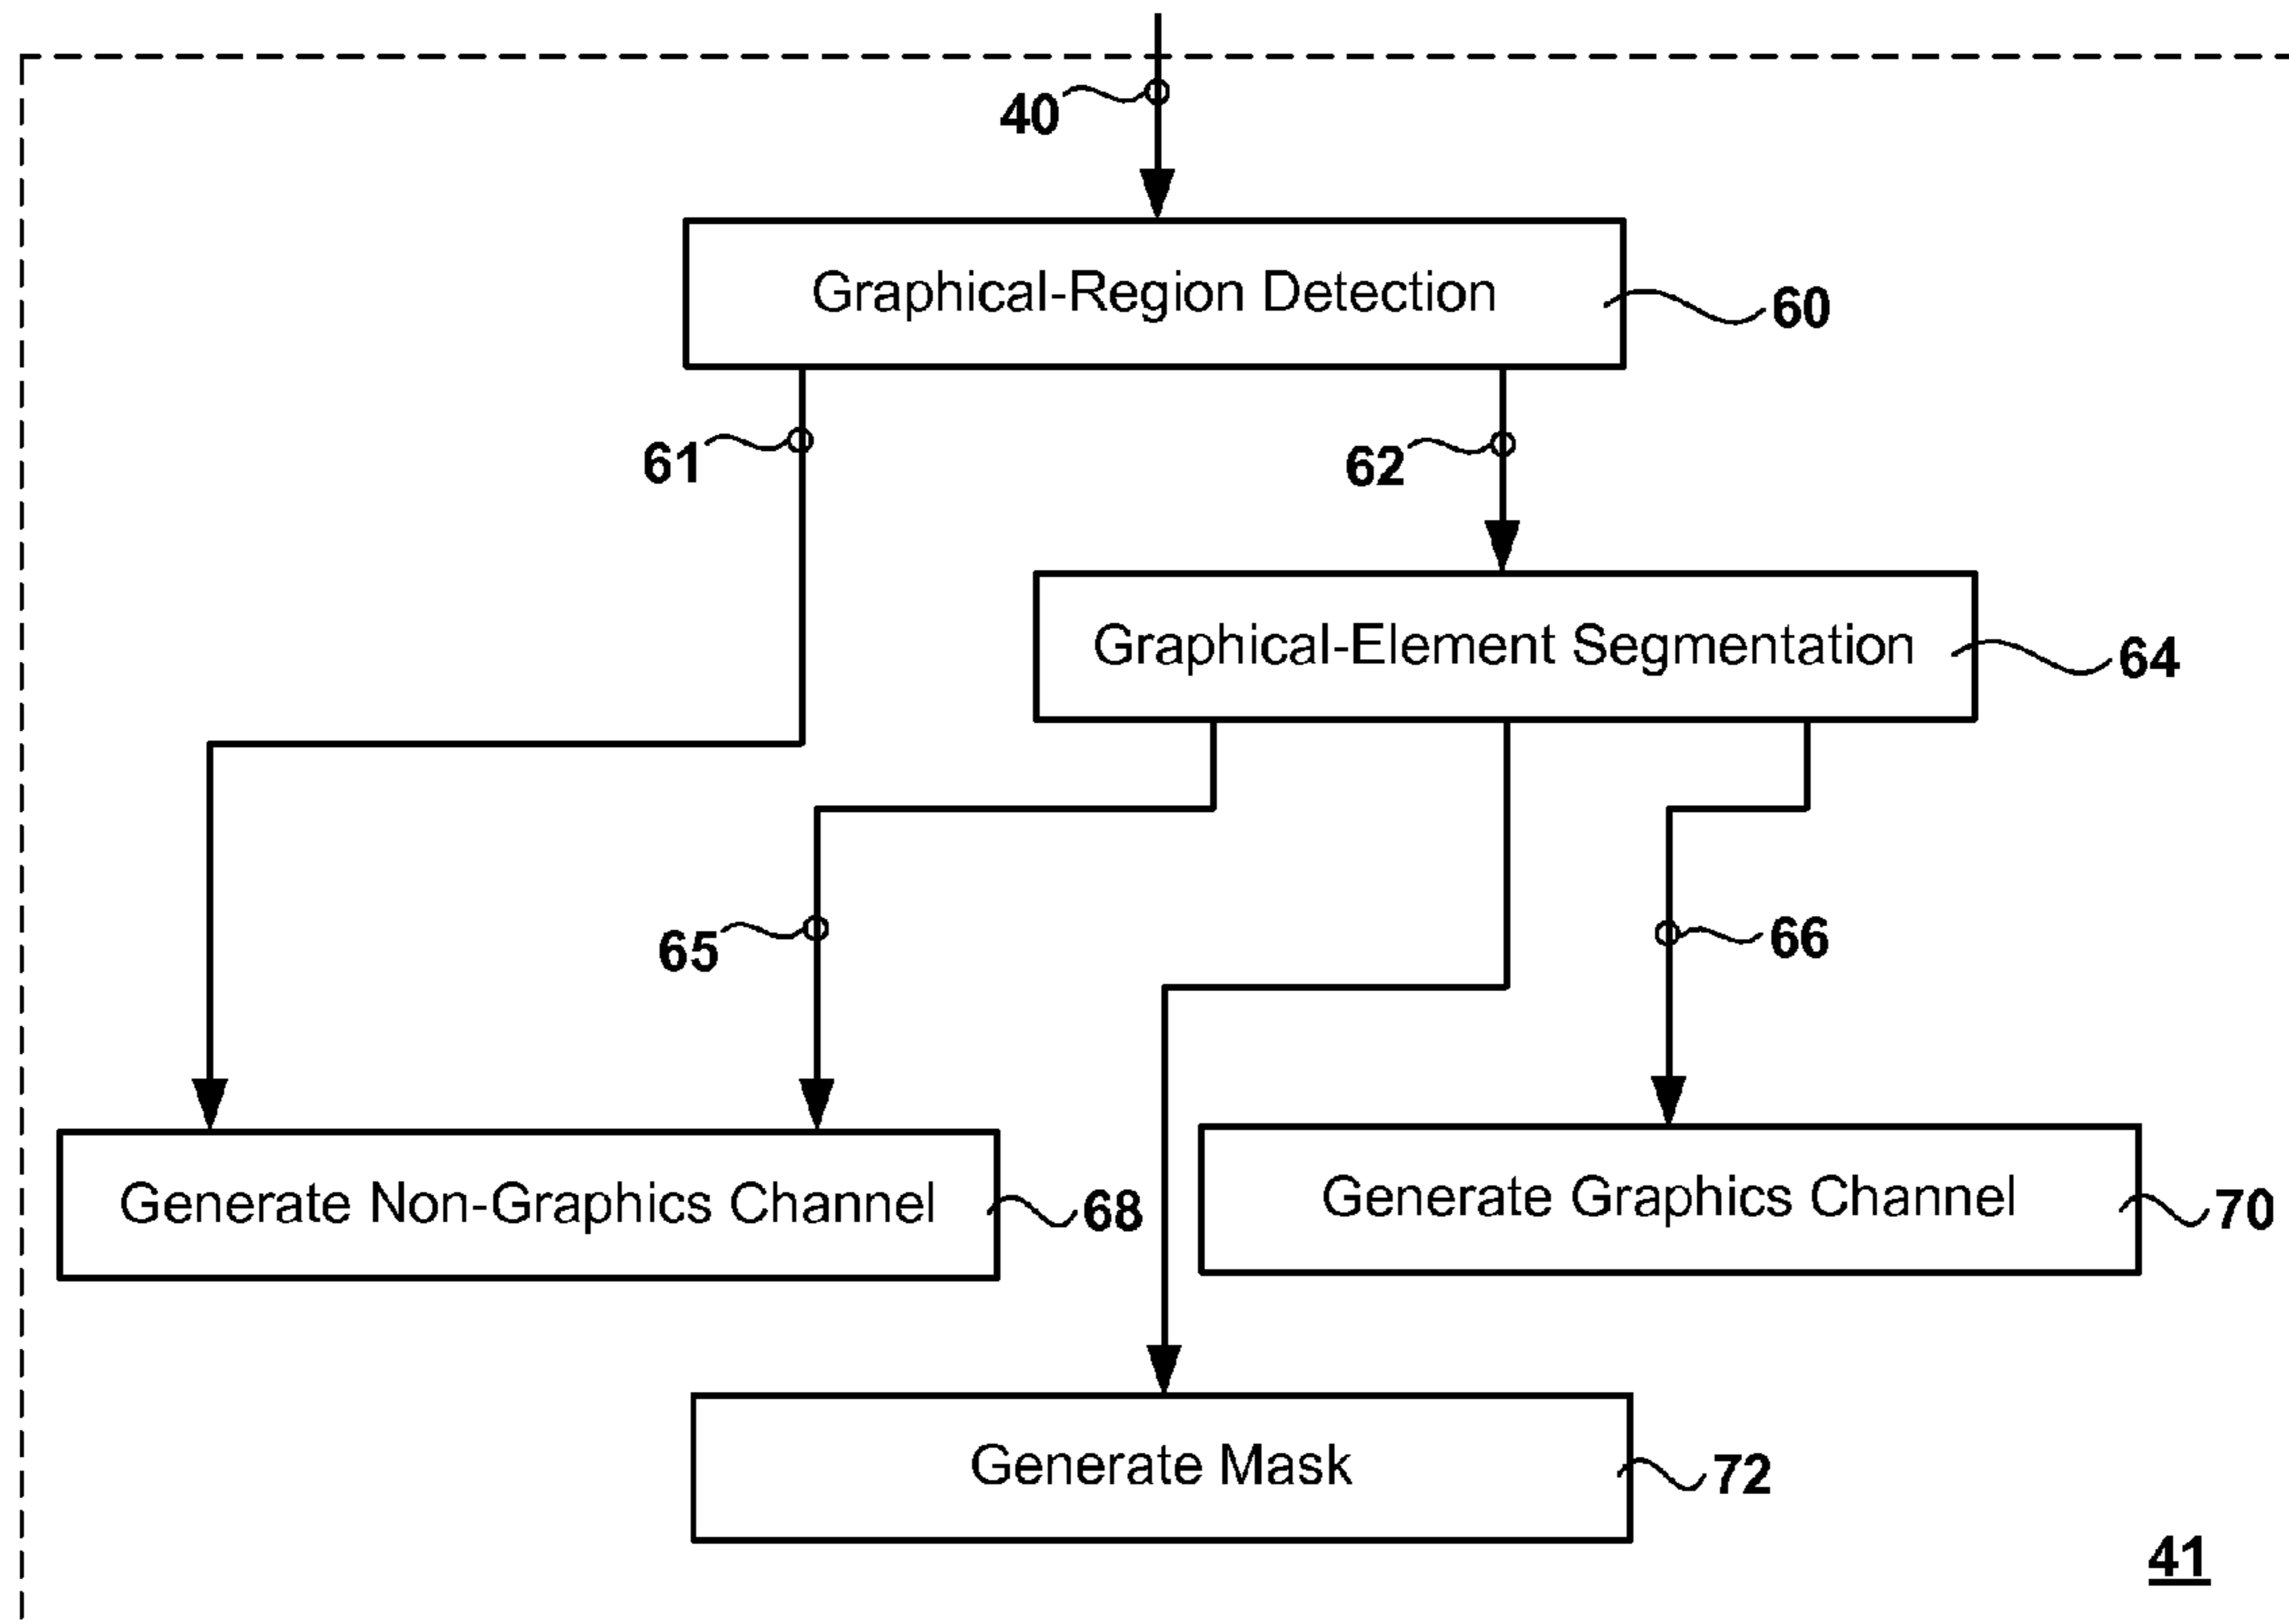 40
Graphical-Region Detection
60
61
62
Graphical-Element Segmentation
64
65
66
Generate Non-Graphics Channel
68
Generate Graphics Channel
70
Generate Mask
72
41